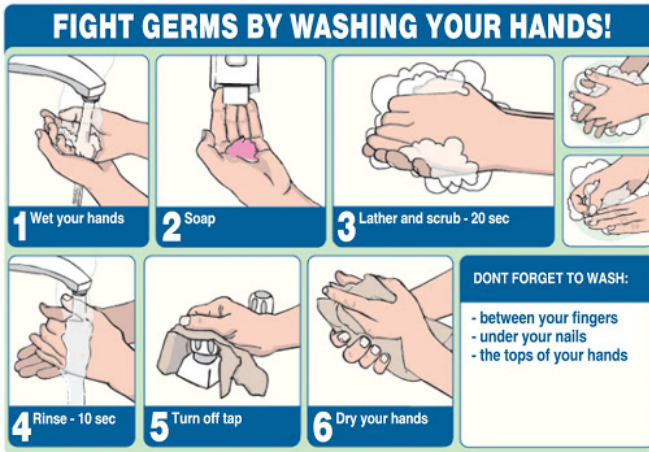 FIGHT GERMS BY WASHING YOUR HANDS!
1 Wet your hands
2 Soap
3 Lather and scrub - 20 sec
4 Rinse - 10 sec
5 Turn off tap
6 Dry your hands
DONT FORGET TO WASH:
- between your fingers
- under your nails
- the tops of your hands